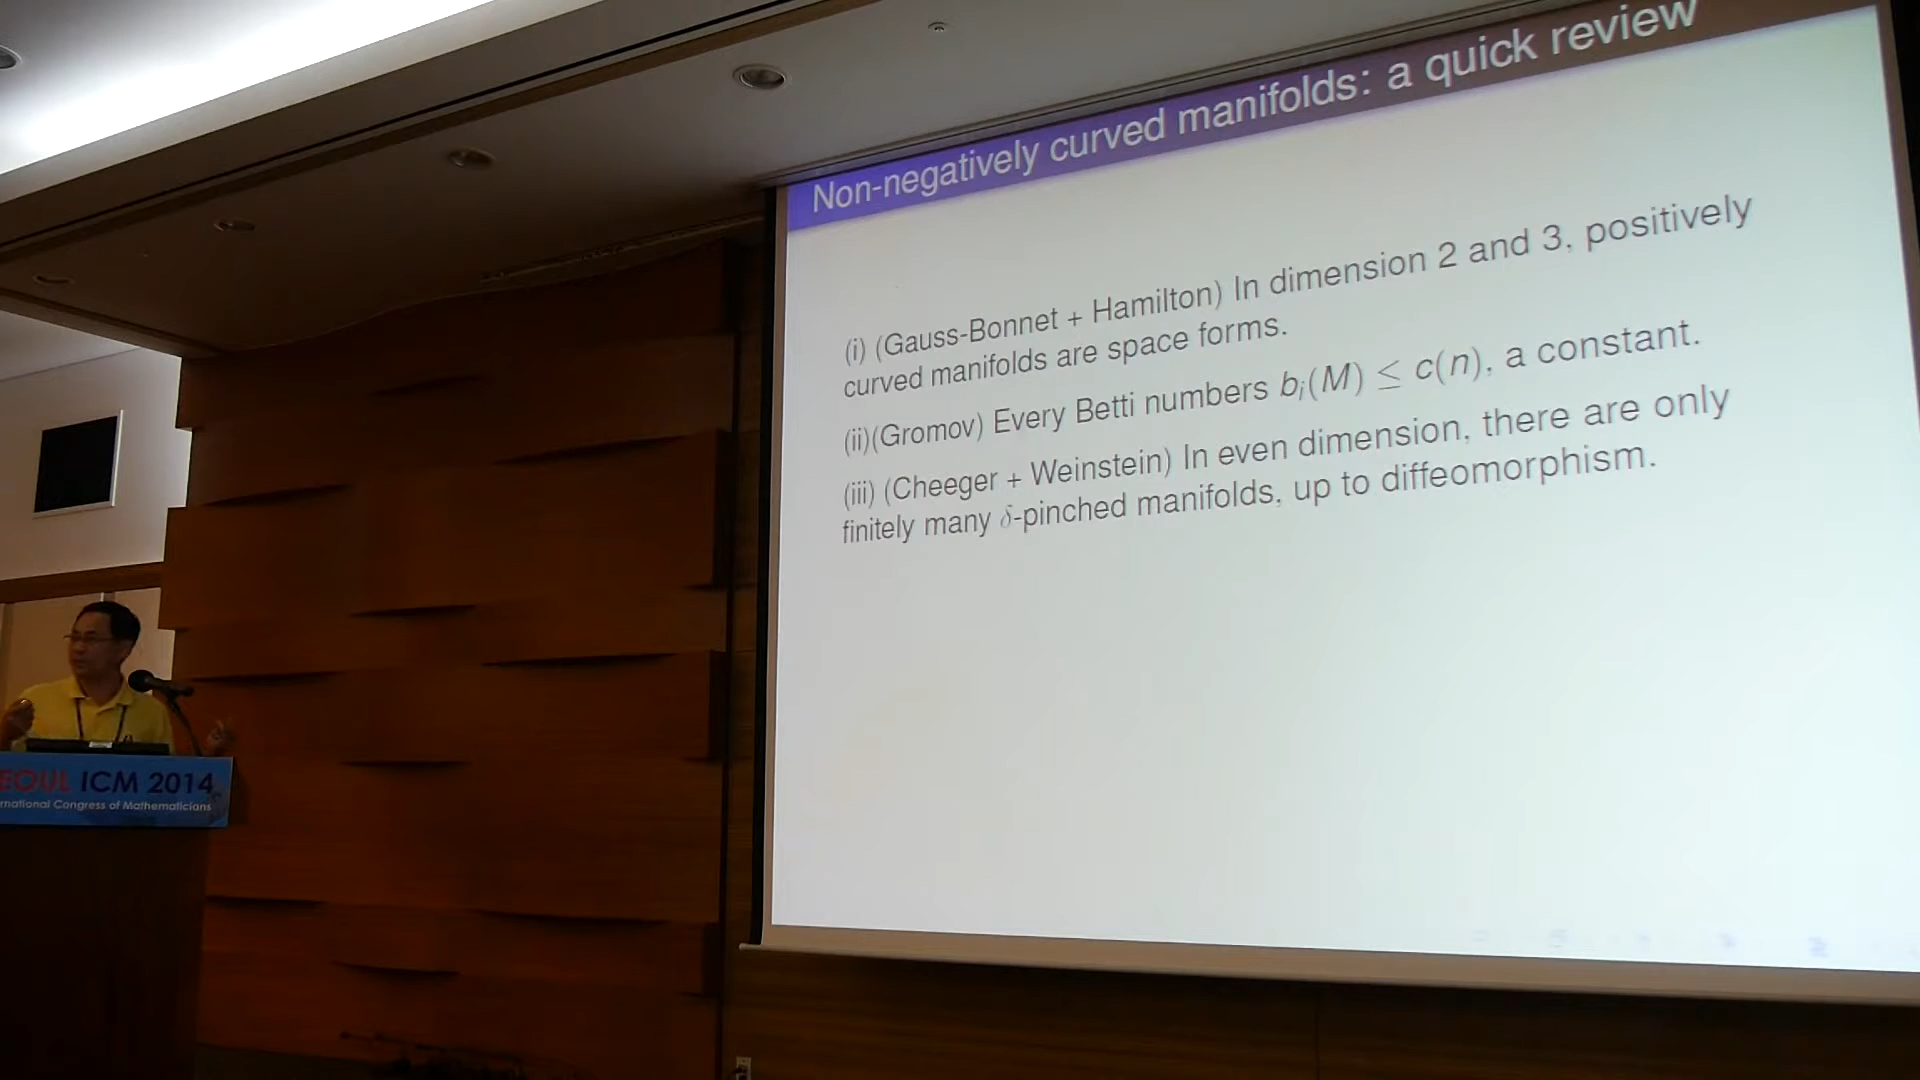 Non-negatively curved manifolds: a quick review
(i) (Gauss-Bonnet + Hamilton) In dimension 2 and 3, positively
curved manifolds are space forms.
(ii)(Gromov) Every Betti numbers bᵢ(M) ≤ c(n), a constant.
(iii) (Cheeger + Weinstein) In even dimension, there are only
finitely many δ-pinched manifolds, up to diffeomorphism.
EOUL ICM 2014
rnational Congress of Mathematicians